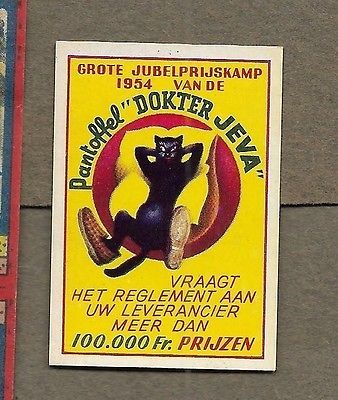 GROTE JUBELPRIJSKAMP
1954 VAN DE
Pantoffel "DOKTER JEVA"
VRAAGT
HET REGLEMENT AAN
UW LEVERANCIER
MEER DAN
100.000 Fr. PRIJZEN